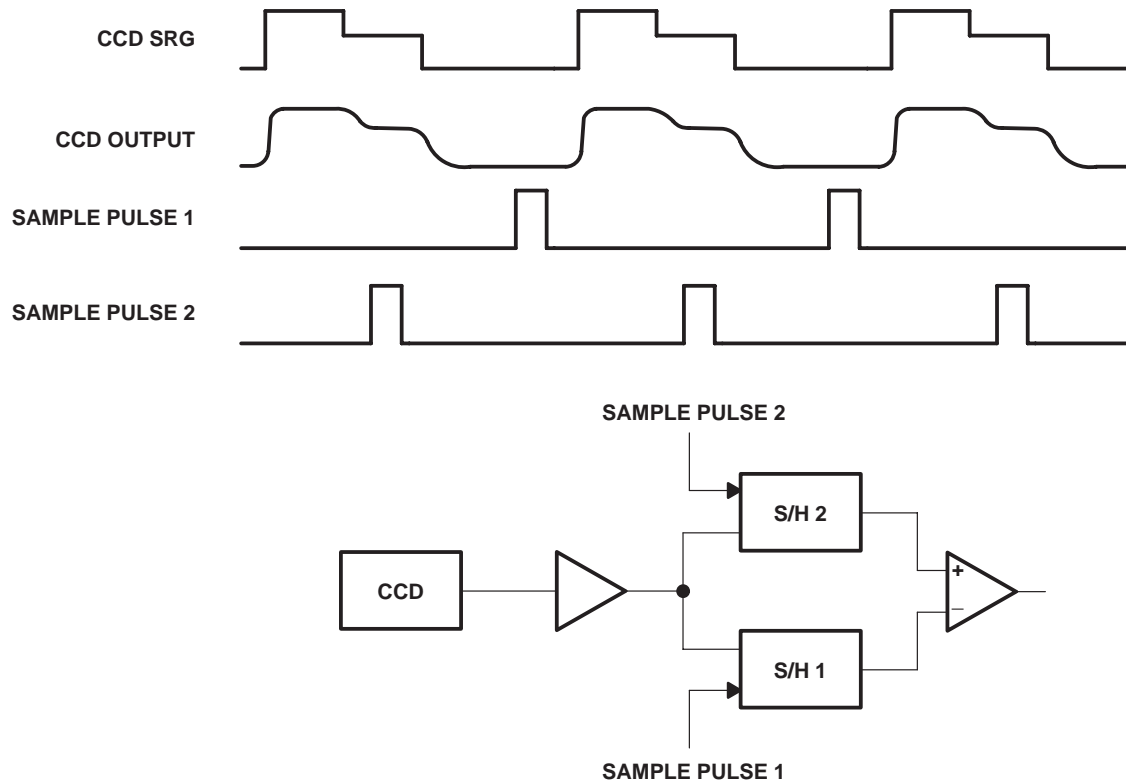 CCD SRG
CCD OUTPUT
SAMPLE PULSE 1
SAMPLE PULSE 2
SAMPLE PULSE 2
S/H 2
+
CCD
−
S/H 1
SAMPLE PULSE 1